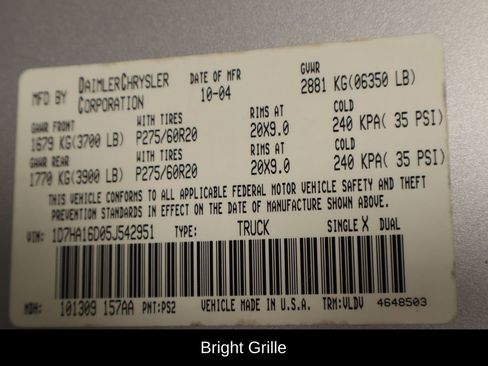 MFD BY DAIMLERCHRYSLER CORPORATION DATE OF MFR 10-04 GVWR 2881 KG(06350 LB)
GAWR FRONT WITH TIRES RIMS AT COLD
1679 KG(3700 LB) P275/60R20 20X9.0 240 KPA( 35 PSI)
GAWR REAR WITH TIRES RIMS AT COLD
1770 KG(3900 LB) P275/60R20 20X9.0 240 KPA( 35 PSI)
THIS VEHICLE CONFORMS TO ALL APPLICABLE FEDERAL MOTOR VEHICLE SAFETY AND THEFT
PREVENTION STANDARDS IN EFFECT ON THE DATE OF MANUFACTURE SHOWN ABOVE.
VIN: 1D7HA16D05J542951 TYPE: TRUCK SINGLE X DUAL
MDH: 101309 157AA PNT:PS2 VEHICLE MADE IN U.S.A. TRM:VLDV 4648503
Bright Grille